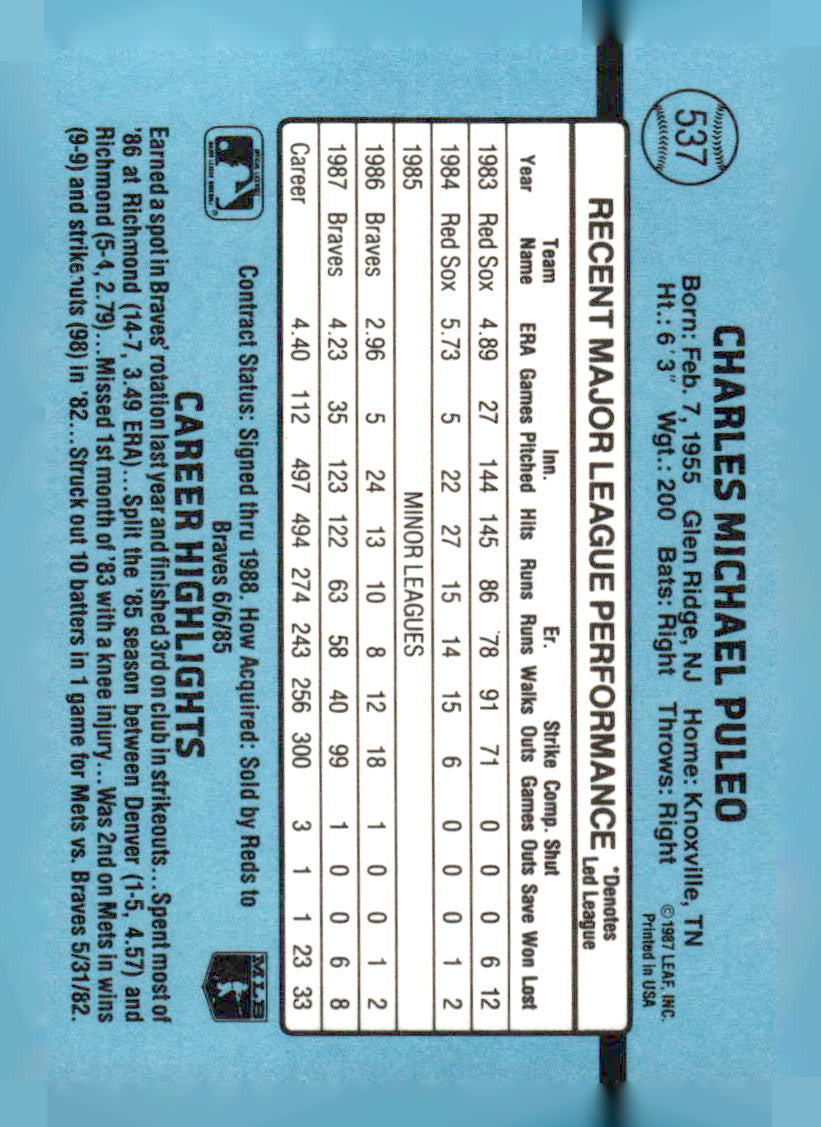 537
CHARLES MICHAEL PULEO
Born: Feb. 7, 1955 Glen Ridge, NJ Home: Knoxville, TN
Ht.: 6'3" Wgt.: 200 Bats: Right Throws: Right
©1987 LEAF, INC.
Printed in USA
RECENT MAJOR LEAGUE PERFORMANCE *Denotes Led League
Team Inn. Er. Strike Comp. Shut
Year Name ERA Games Pitched Hits Runs Runs Walks Outs Games Outs Save Won Lost
1983 Red Sox 4.89 27 144 145 86 78 91 71 0 0 0 6 12
1984 Red Sox 5.73 5 22 27 15 14 15 6 0 0 0 1 2
1985 MINOR LEAGUES
1986 Braves 2.96 5 24 13 10 8 12 18 1 0 0 1 2
1987 Braves 4.23 35 123 122 63 58 40 99 1 0 0 6 8
Career 4.40 112 497 494 274 243 256 300 3 1 1 23 33
Contract Status: Signed thru 1988. How Acquired: Sold by Reds to
Braves 6/6/85
MLB
CAREER HIGHLIGHTS
Earned a spot in Braves' rotation last year and finished 3rd on club in strikeouts...Spent most of
'86 at Richmond (14-7, 3.49 ERA)...Split the '85 season between Denver (1-5, 4.57) and
Richmond (5-4, 2.79)...Missed 1st month of '83 with a knee injury...Was 2nd on Mets in wins
(9-9) and strikeouts (98) in '82...Struck out 10 batters in 1 game for Mets vs. Braves 5/31/82.